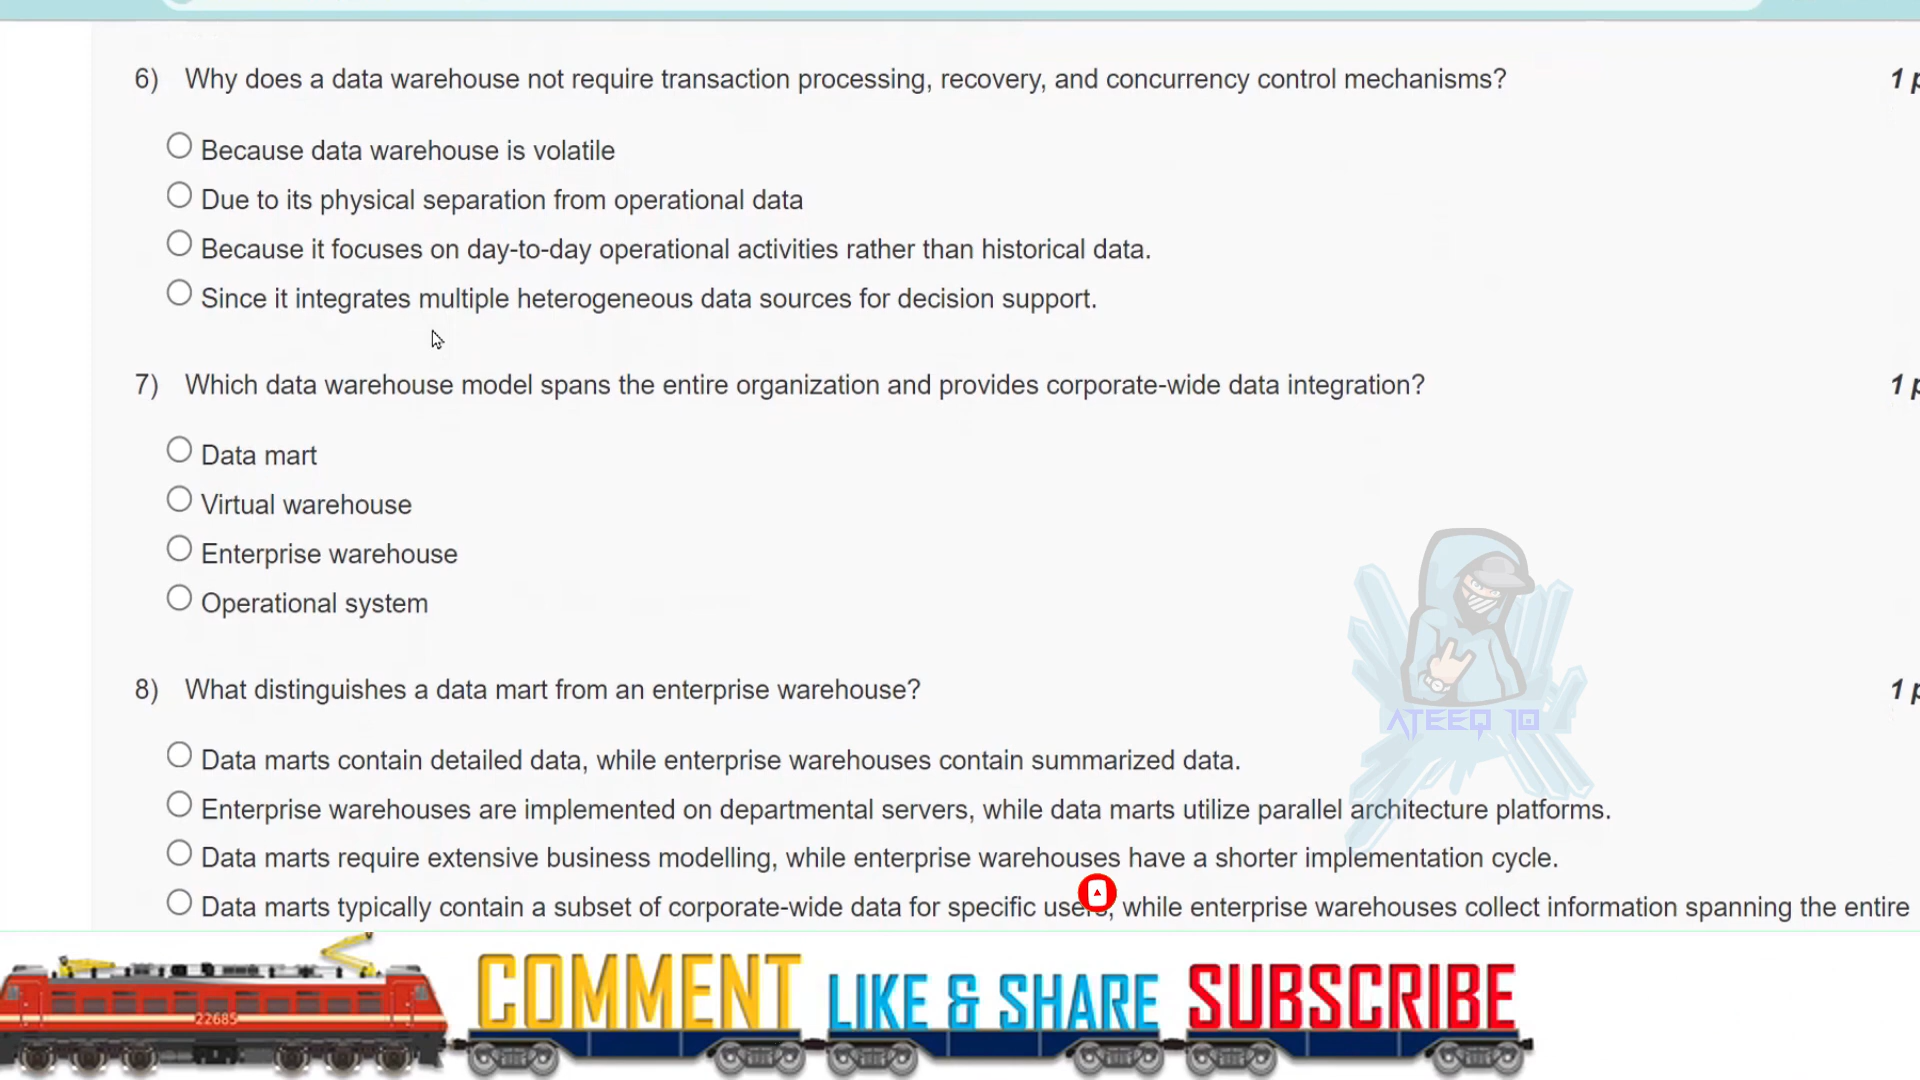 6) Why does a data warehouse not require transaction processing, recovery, and concurrency control mechanisms? 1 p
Because data warehouse is volatile
Due to its physical separation from operational data
Because it focuses on day-to-day operational activities rather than historical data.
Since it integrates multiple heterogeneous data sources for decision support.
7) Which data warehouse model spans the entire organization and provides corporate-wide data integration? 1 p
Data mart
Virtual warehouse
Enterprise warehouse
Operational system
8) What distinguishes a data mart from an enterprise warehouse? 1 p
ATEEQ 10
Data marts contain detailed data, while enterprise warehouses contain summarized data.
Enterprise warehouses are implemented on departmental servers, while data marts utilize parallel architecture platforms.
Data marts require extensive business modelling, while enterprise warehouses have a shorter implementation cycle.
Data marts typically contain a subset of corporate-wide data for specific users, while enterprise warehouses collect information spanning the entire
22685 COMMENT LIKE & SHARE SUBSCRIBE